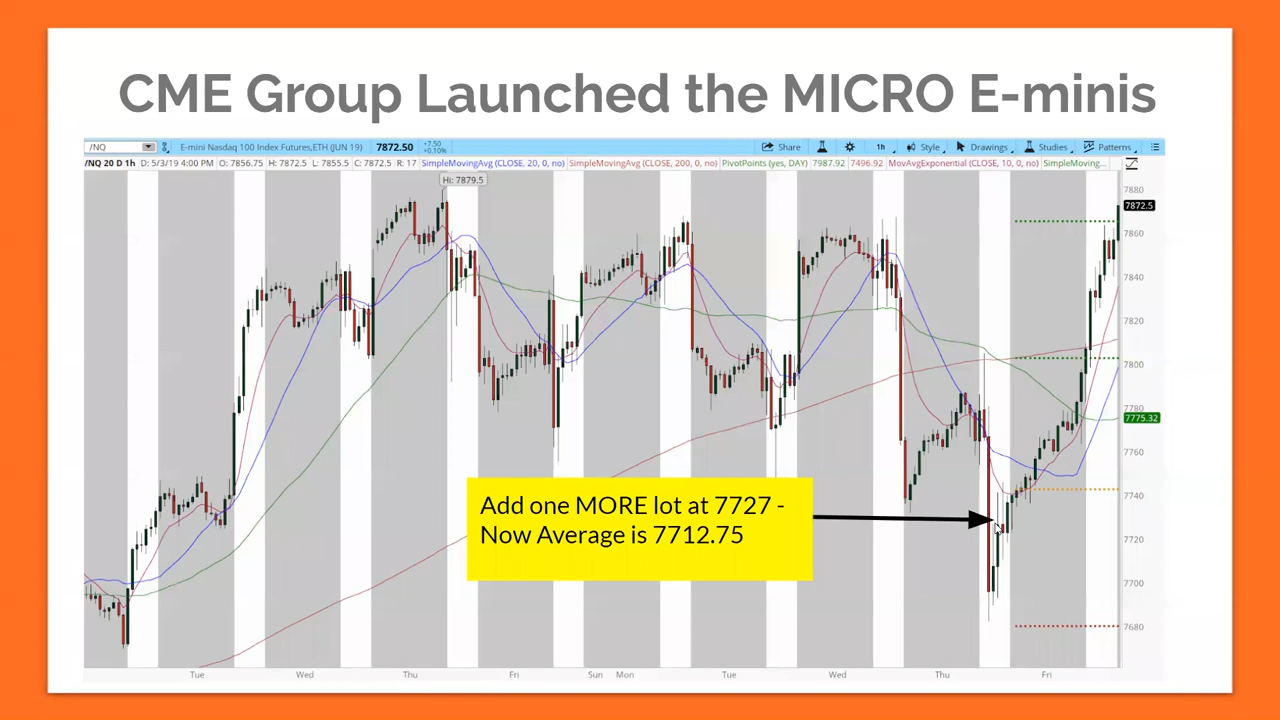 CME Group Launched the MICRO E-minis
/NQ
E-mini Nasdaq 100 Index Futures,ETH (JUN 19)
7872.50
+7.50
+0.10%
Share
1h
Style
Drawings
Studies
Patterns
/NQ 20 D 1h D: 5/3/19 4:00 PM O: 7856.75 H: 7872.5 L: 7855.5 C: 7872.5 R: 17 SimpleMovingAvg (CLOSE, 20, 0, no) SimpleMovingAvg (CLOSE, 200, 0, no) PivotPoints (yes, DAY) 7987.92 7496.92 MovAvgExponential (CLOSE, 10, 0, no) SimpleMoving...
Hi: 7879.5
7880
7872.5
7860
7840
7820
7800
7780
7775.32
7760
7740
7720
7700
7680
Add one MORE lot at 7727 -
Now Average is 7712.75
Tue Wed Thu Fri Sun Mon Tue Wed Thu Fri